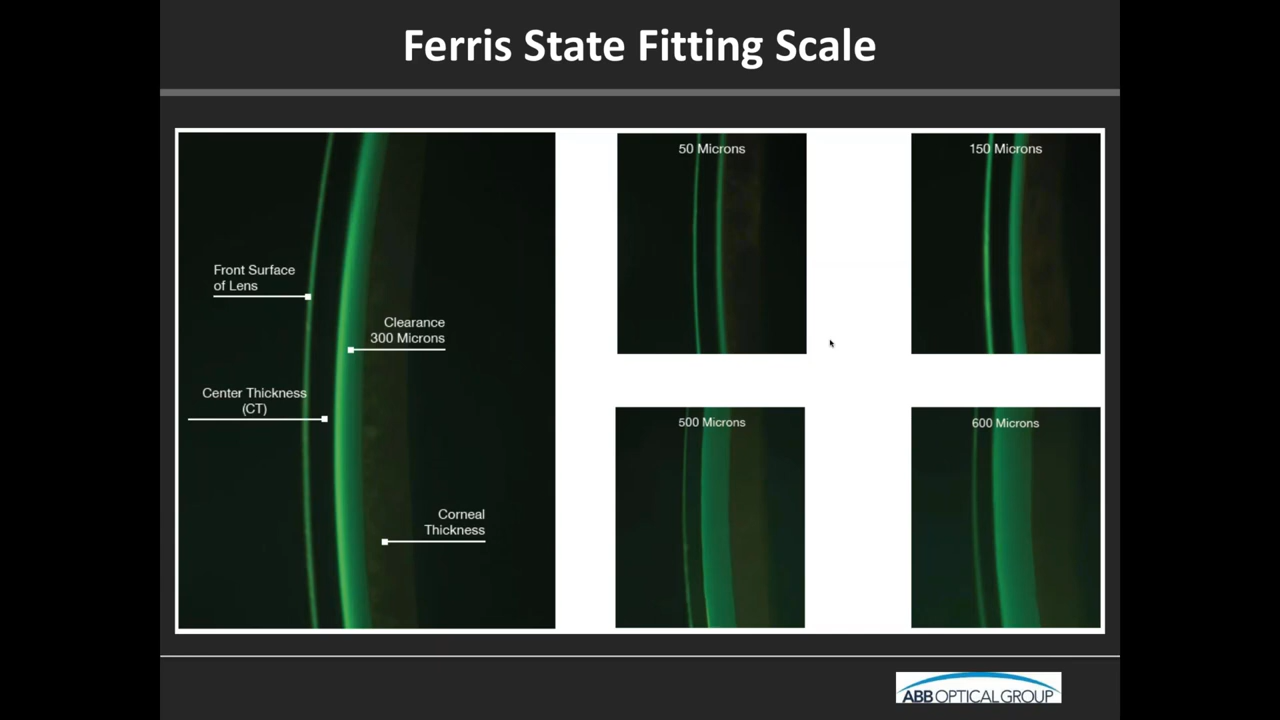 Ferris State Fitting Scale
Front Surface
of Lens
Clearance
300 Microns
Center Thickness
(CT)
Corneal
Thickness
50 Microns
150 Microns
500 Microns
600 Microns
ABB OPTICAL GROUP